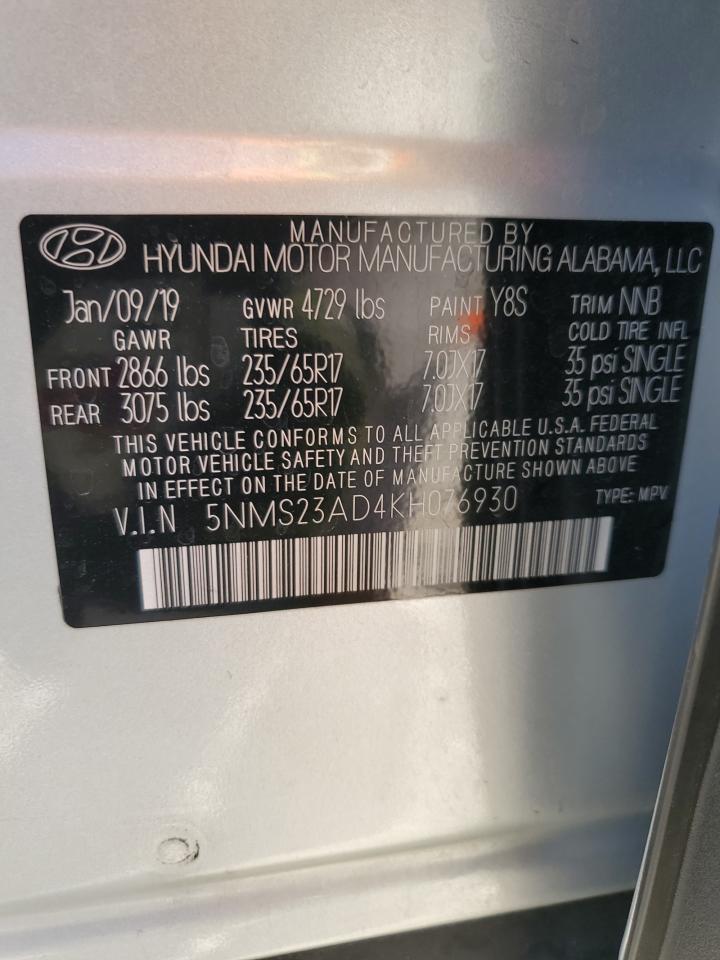 MANUFACTURED BY
HYUNDAI MOTOR MANUFACTURING ALABAMA, LLC
Jan/09/19 GVWR 4729 lbs PAINT Y8S TRIM NNB
GAWR TIRES RIMS COLD TIRE INFL
FRONT 2866 lbs 235/65R17 7.0JX17 35 psi SINGLE
REAR 3075 lbs 235/65R17 7.0JX17 35 psi SINGLE
THIS VEHICLE CONFORMS TO ALL APPLICABLE U.S.A. FEDERAL
MOTOR VEHICLE SAFETY AND THEFT PREVENTION STANDARDS
IN EFFECT ON THE DATE OF MANUFACTURE SHOWN ABOVE
V.I.N 5NMS23AD4KH076930 TYPE: MPV